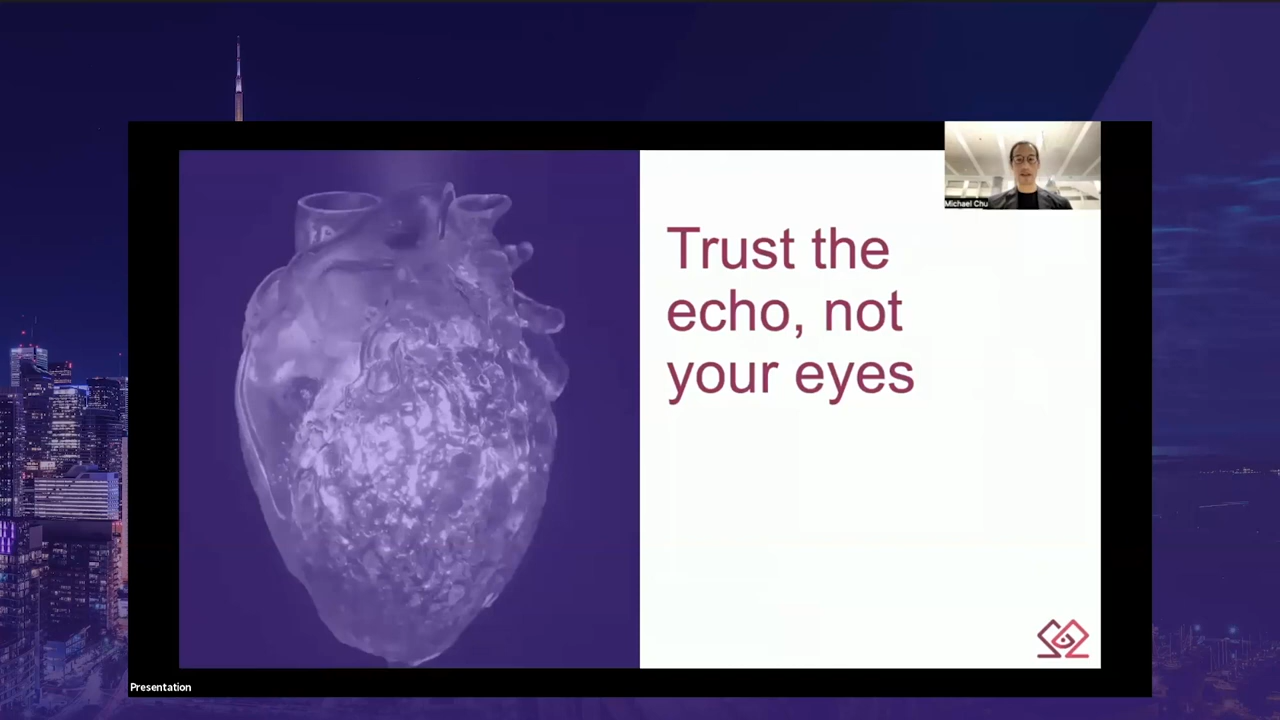 Michael Chu
Trust the
echo, not
your eyes
Presentation